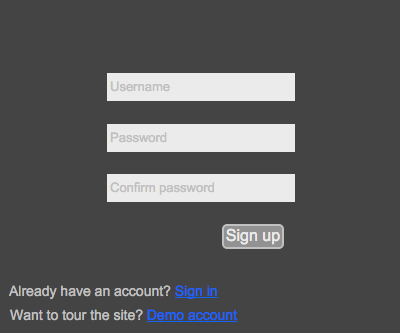 Username
Password
Confirm password
Sign up
Already have an account? Sign in
Want to tour the site? Demo account